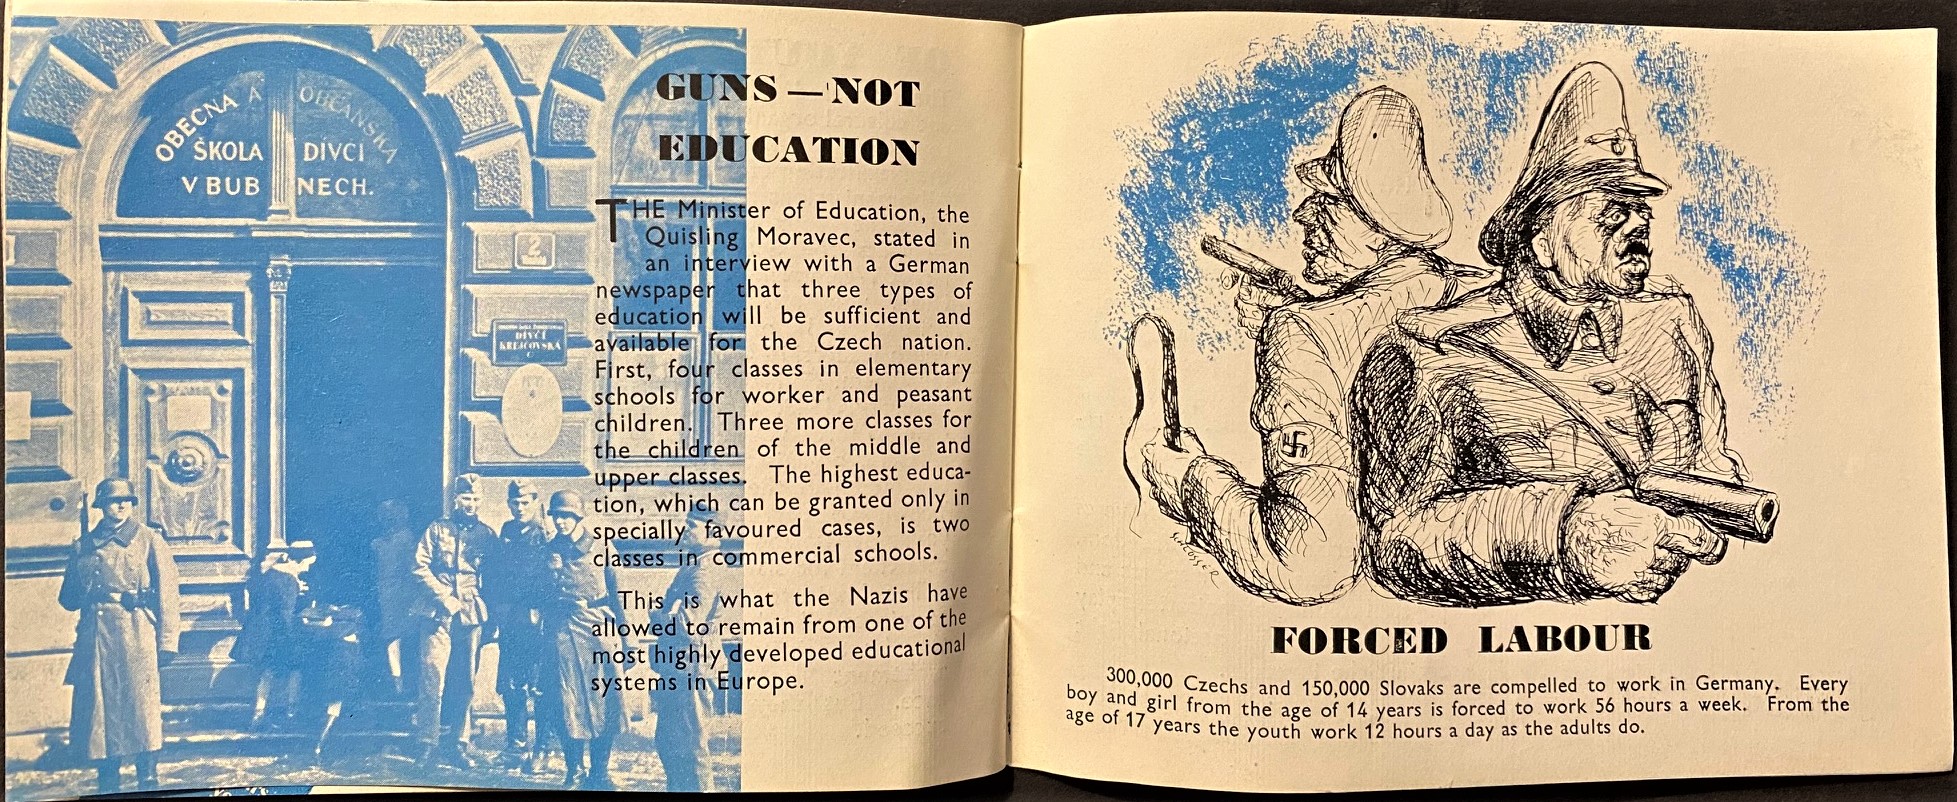 OBECNÁ A OBČANSKÁ
ŠKOLA DÍVČÍ
V BUBNECH.
2
DÍVČÍ
KREJČOVSKÁ
GUNS — NOT
EDUCATION
THE Minister of Education, the
Quisling Moravec, stated in
an interview with a German
newspaper that three types of
education will be sufficient and
available for the Czech nation.
First, four classes in elementary
schools for worker and peasant
children. Three more classes for
the children of the middle and
upper classes. The highest educa-
tion, which can be granted only in
specially favoured cases, is two
classes in commercial schools.
This is what the Nazis have
allowed to remain from one of the
most highly developed educational
systems in Europe.
FORCED LABOUR
300,000 Czechs and 150,000 Slovaks are compelled to work in Germany. Every
boy and girl from the age of 14 years is forced to work 56 hours a week. From the
age of 17 years the youth work 12 hours a day as the adults do.